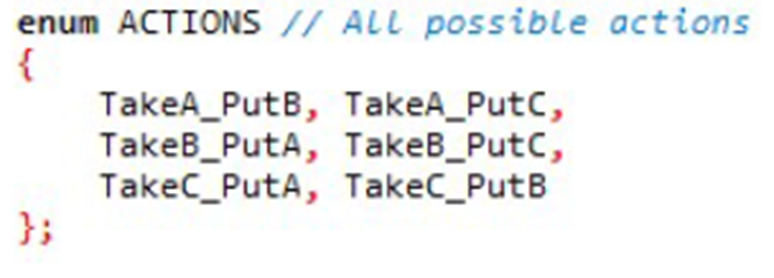 enum ACTIONS // All possible actions
{
TakeA_PutB, TakeA_PutC,
TakeB_PutA, TakeB_PutC,
TakeC_PutA, TakeC_PutB
};